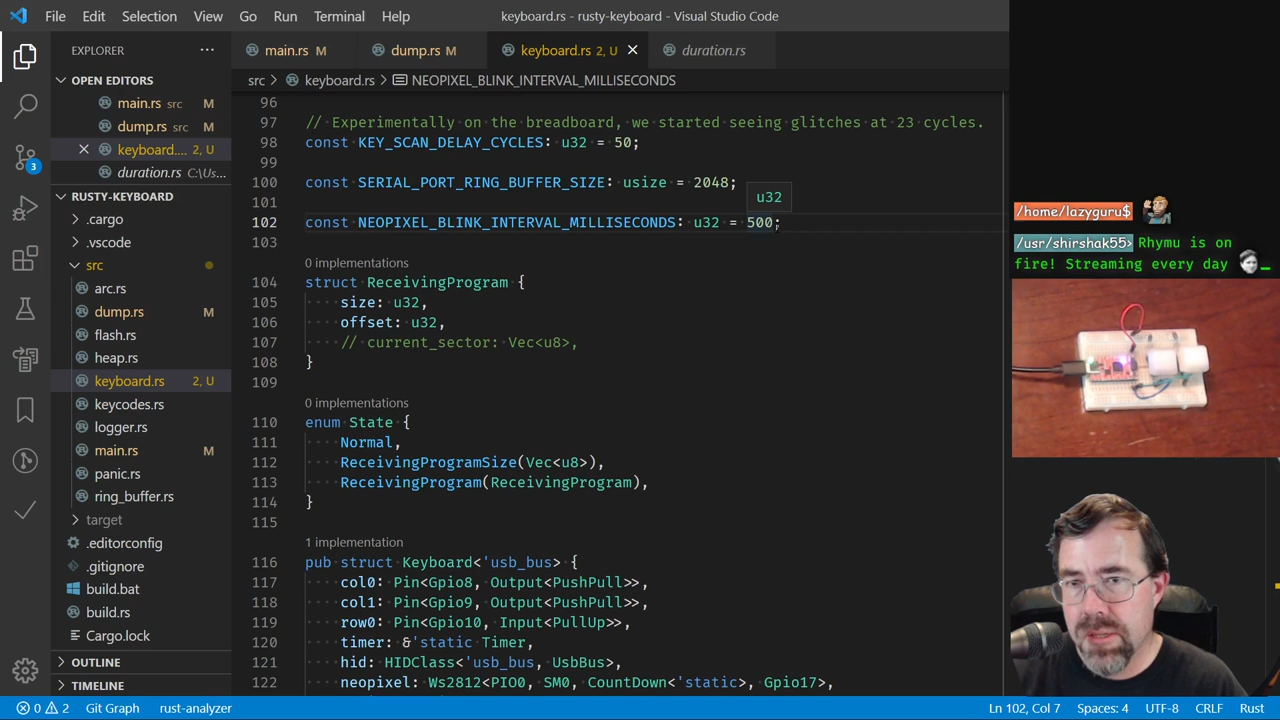 File Edit Selection View Go Run Terminal Help keyboard.rs - rusty-keyboard - Visual Studio Code
EXPLORER ···
main.rs M dump.rs M keyboard.rs 2, U duration.rs
OPEN EDITORS
main.rs src M
dump.rs src M
keyboard.... 2, U
duration.rs C:\Us...
RUSTY-KEYBOARD
.cargo
.vscode
src
arc.rs
dump.rs M
flash.rs
heap.rs
keyboard.rs 2, U
keycodes.rs
logger.rs
main.rs M
panic.rs
ring_buffer.rs
target
.editorconfig
.gitignore
build.bat
build.rs
Cargo.lock
OUTLINE
TIMELINE
3
src > keyboard.rs > NEOPIXEL_BLINK_INTERVAL_MILLISECONDS
96
97 // Experimentally on the breadboard, we started seeing glitches at 23 cycles.
98 const KEY_SCAN_DELAY_CYCLES: u32 = 50;
99
100 const SERIAL_PORT_RING_BUFFER_SIZE: usize = 2048;
u32
101
102 const NEOPIXEL_BLINK_INTERVAL_MILLISECONDS: u32 = 500;
103
0 implementations
104 struct ReceivingProgram {
105 size: u32,
106 offset: u32,
107 // current_sector: Vec<u8>,
108 }
109
0 implementations
110 enum State {
111 Normal,
112 ReceivingProgramSize(Vec<u8>),
113 ReceivingProgram(ReceivingProgram),
114 }
115
1 implementation
116 pub struct Keyboard<'usb_bus> {
117 col0: Pin<Gpio8, Output<PushPull>>,
118 col1: Pin<Gpio9, Output<PushPull>>,
119 row0: Pin<Gpio10, Input<PullUp>>,
120 timer: &'static Timer,
121 hid: HIDClass<'usb_bus, UsbBus>,
122 neopixel: Ws2812<PIO0, SM0, CountDown<'static>, Gpio17>,
/home/lazyguru$
/usr/shirshak55> Rhymu is on
fire! Streaming every day
0 2 Git Graph rust-analyzer Ln 102, Col 7 Spaces: 4 UTF-8 CRLF Rust